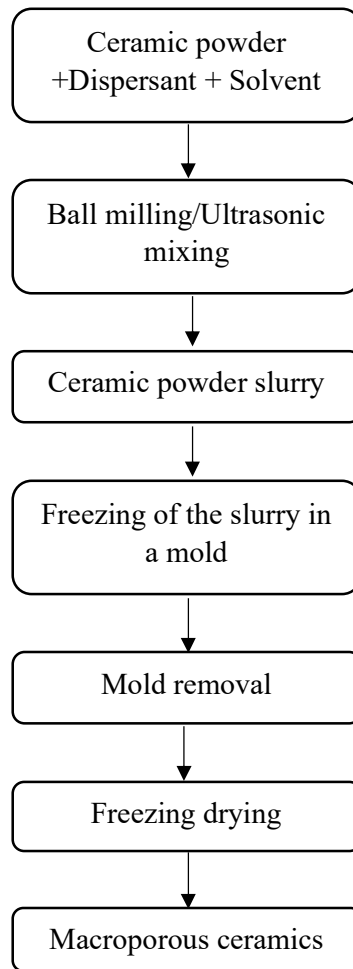 Ceramic powder
+Dispersant + Solvent
Ball milling/Ultrasonic
mixing
Ceramic powder slurry
Freezing of the slurry in
a mold
Mold removal
Freezing drying
Macroporous ceramics